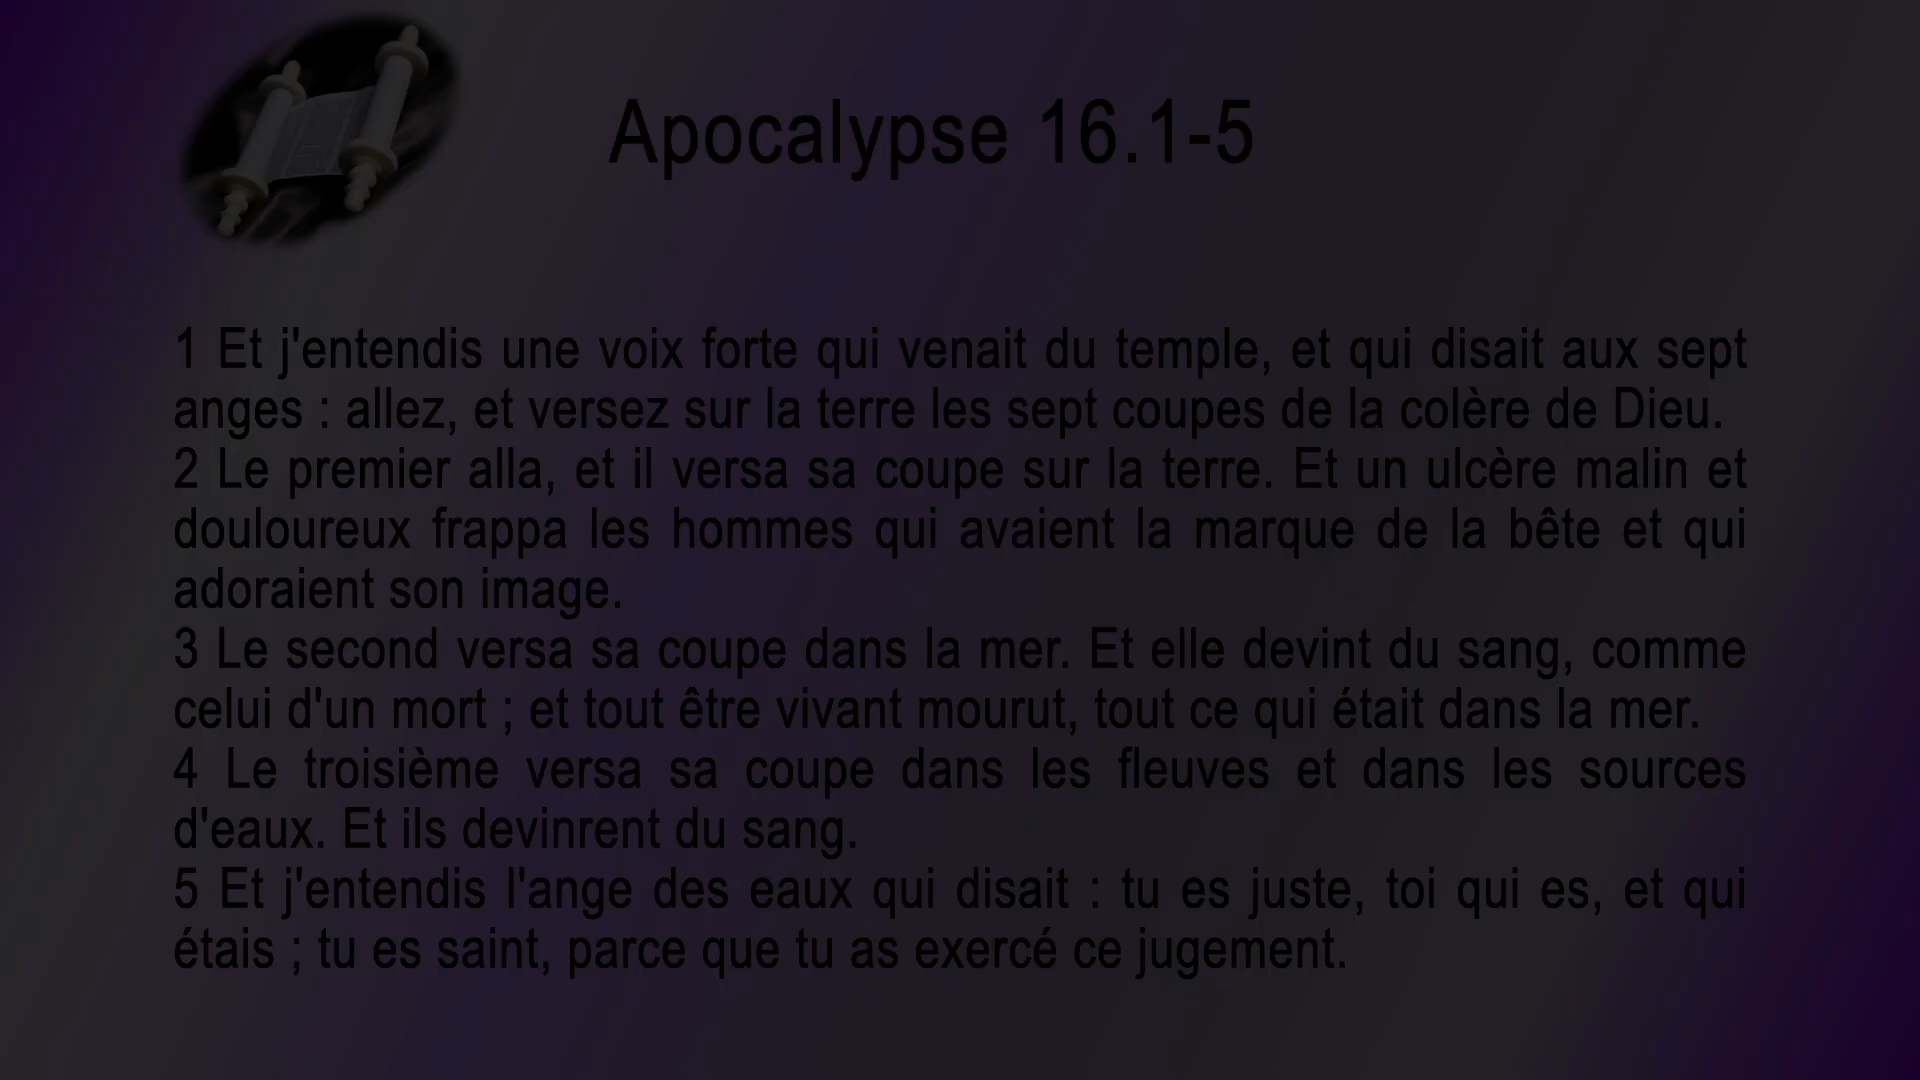 Apocalypse 16.1-5
1 Et j'entendis une voix forte qui venait du temple, et qui disait aux sept
anges : allez, et versez sur la terre les sept coupes de la colère de Dieu.
2 Le premier alla, et il versa sa coupe sur la terre. Et un ulcère malin et
douloureux frappa les hommes qui avaient la marque de la bête et qui
adoraient son image.
3 Le second versa sa coupe dans la mer. Et elle devint du sang, comme
celui d'un mort ; et tout être vivant mourut, tout ce qui était dans la mer.
4 Le troisième versa sa coupe dans les fleuves et dans les sources
d'eaux. Et ils devinrent du sang.
5 Et j'entendis l'ange des eaux qui disait : tu es juste, toi qui es, et qui
étais ; tu es saint, parce que tu as exercé ce jugement.